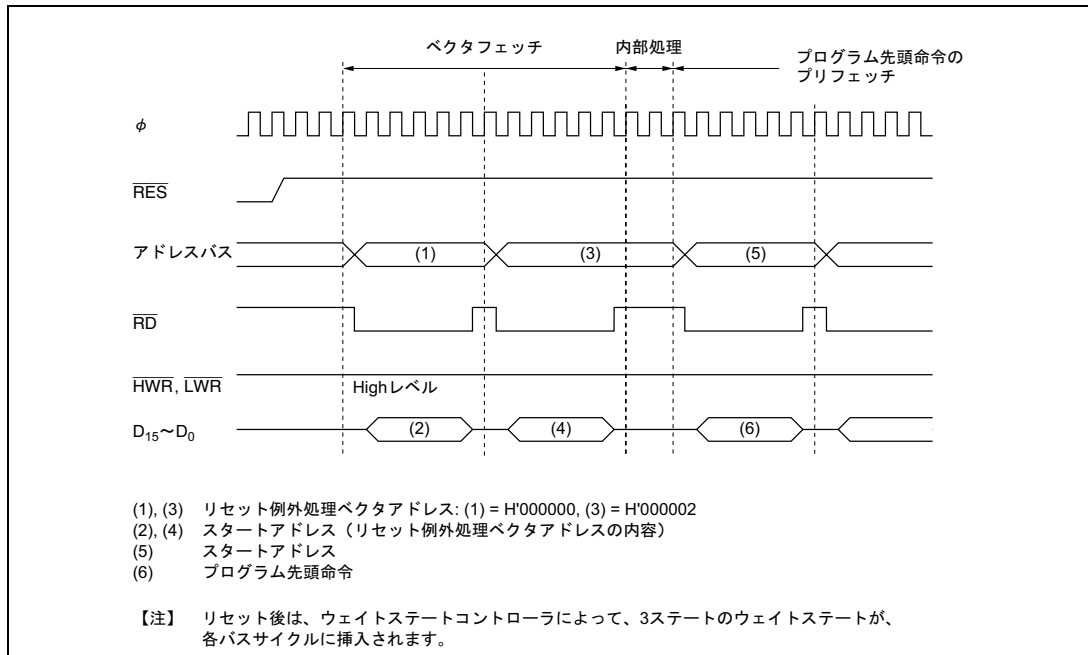 ベクタフェッチ
内部処理
プログラム先頭命令の
プリフェッチ
φ
RES
アドレスバス
(1)
(3)
(5)
RD
HWR, LWR
Highレベル
D15～D0
(2)
(4)
(6)
(1), (3) リセット例外処理ベクタアドレス: (1) = H'000000, (3) = H'000002
(2), (4) スタートアドレス（リセット例外処理ベクタアドレスの内容）
(5) スタートアドレス
(6) プログラム先頭命令
【注】 リセット後は、ウェイトステートコントローラによって、3ステートのウェイトステートが、
各バスサイクルに挿入されます。